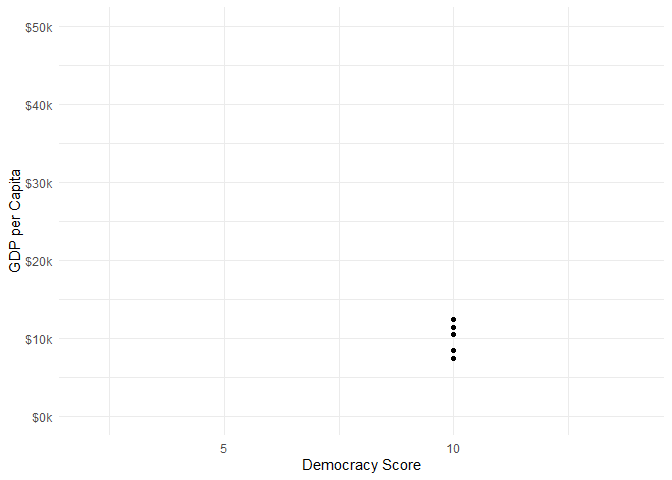 $50k
$40k
$30k
$20k
$10k
$0k
GDP per Capita
5 10
Democracy Score